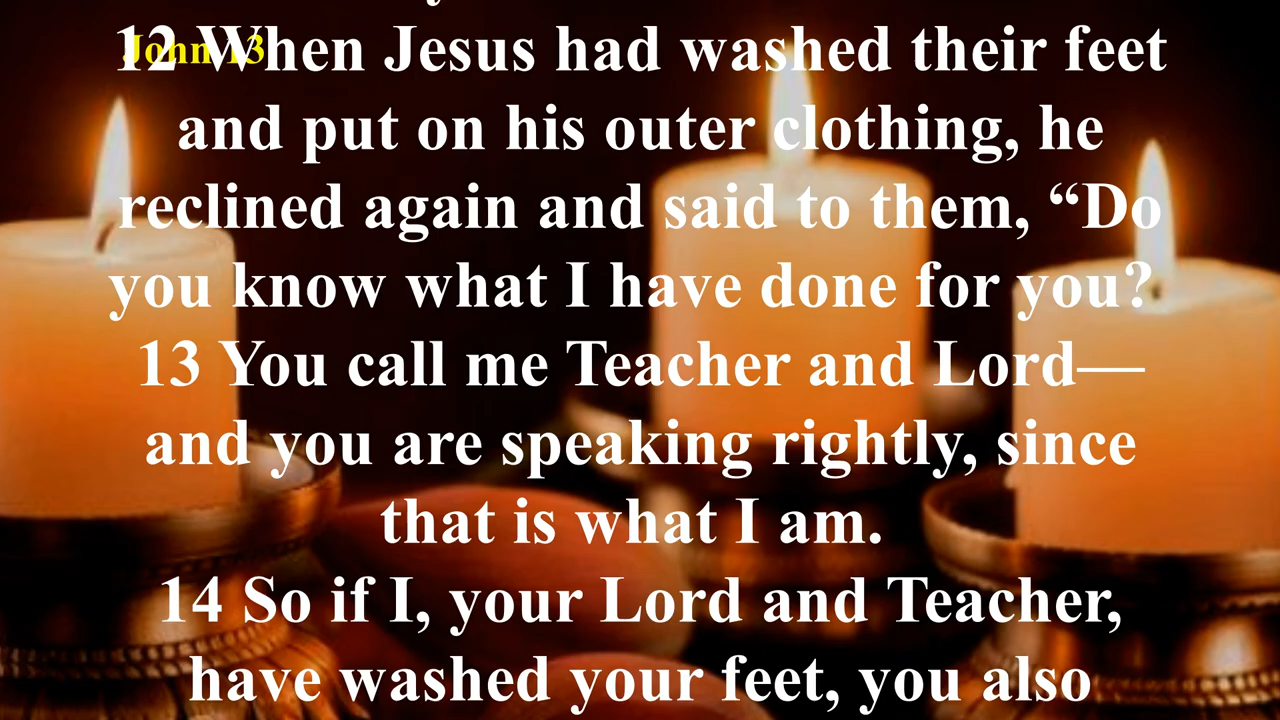 John 13
12 When Jesus had washed their feet
and put on his outer clothing, he
reclined again and said to them, “Do
you know what I have done for you?
13 You call me Teacher and Lord—
and you are speaking rightly, since
that is what I am.
14 So if I, your Lord and Teacher,
have washed your feet, you also